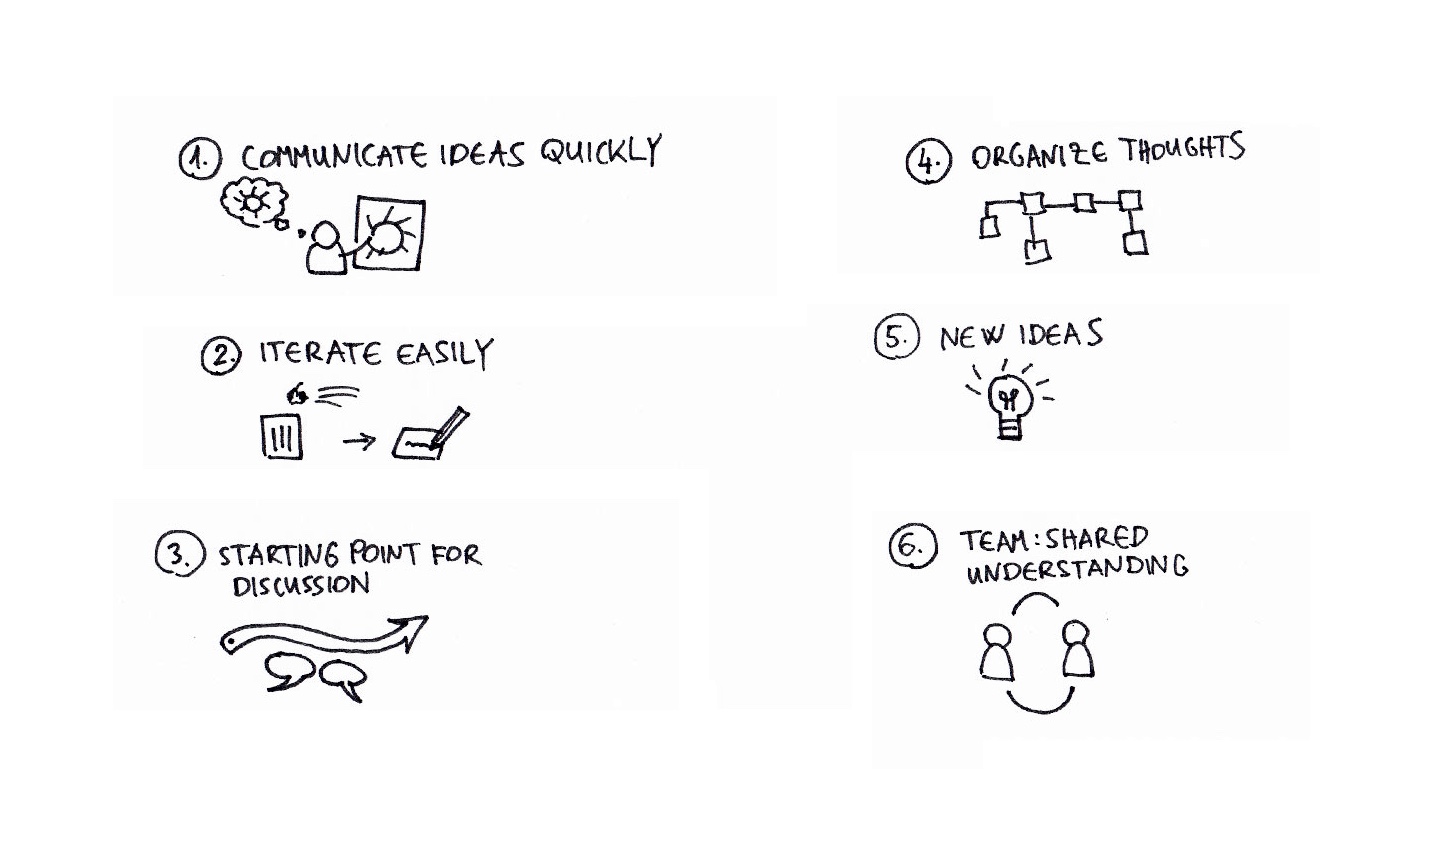 1. COMMUNICATE IDEAS QUICKLY
2. ITERATE EASILY
3. STARTING POINT FOR
DISCUSSION
4. ORGANIZE THOUGHTS
5. NEW IDEAS
6. TEAM: SHARED
UNDERSTANDING